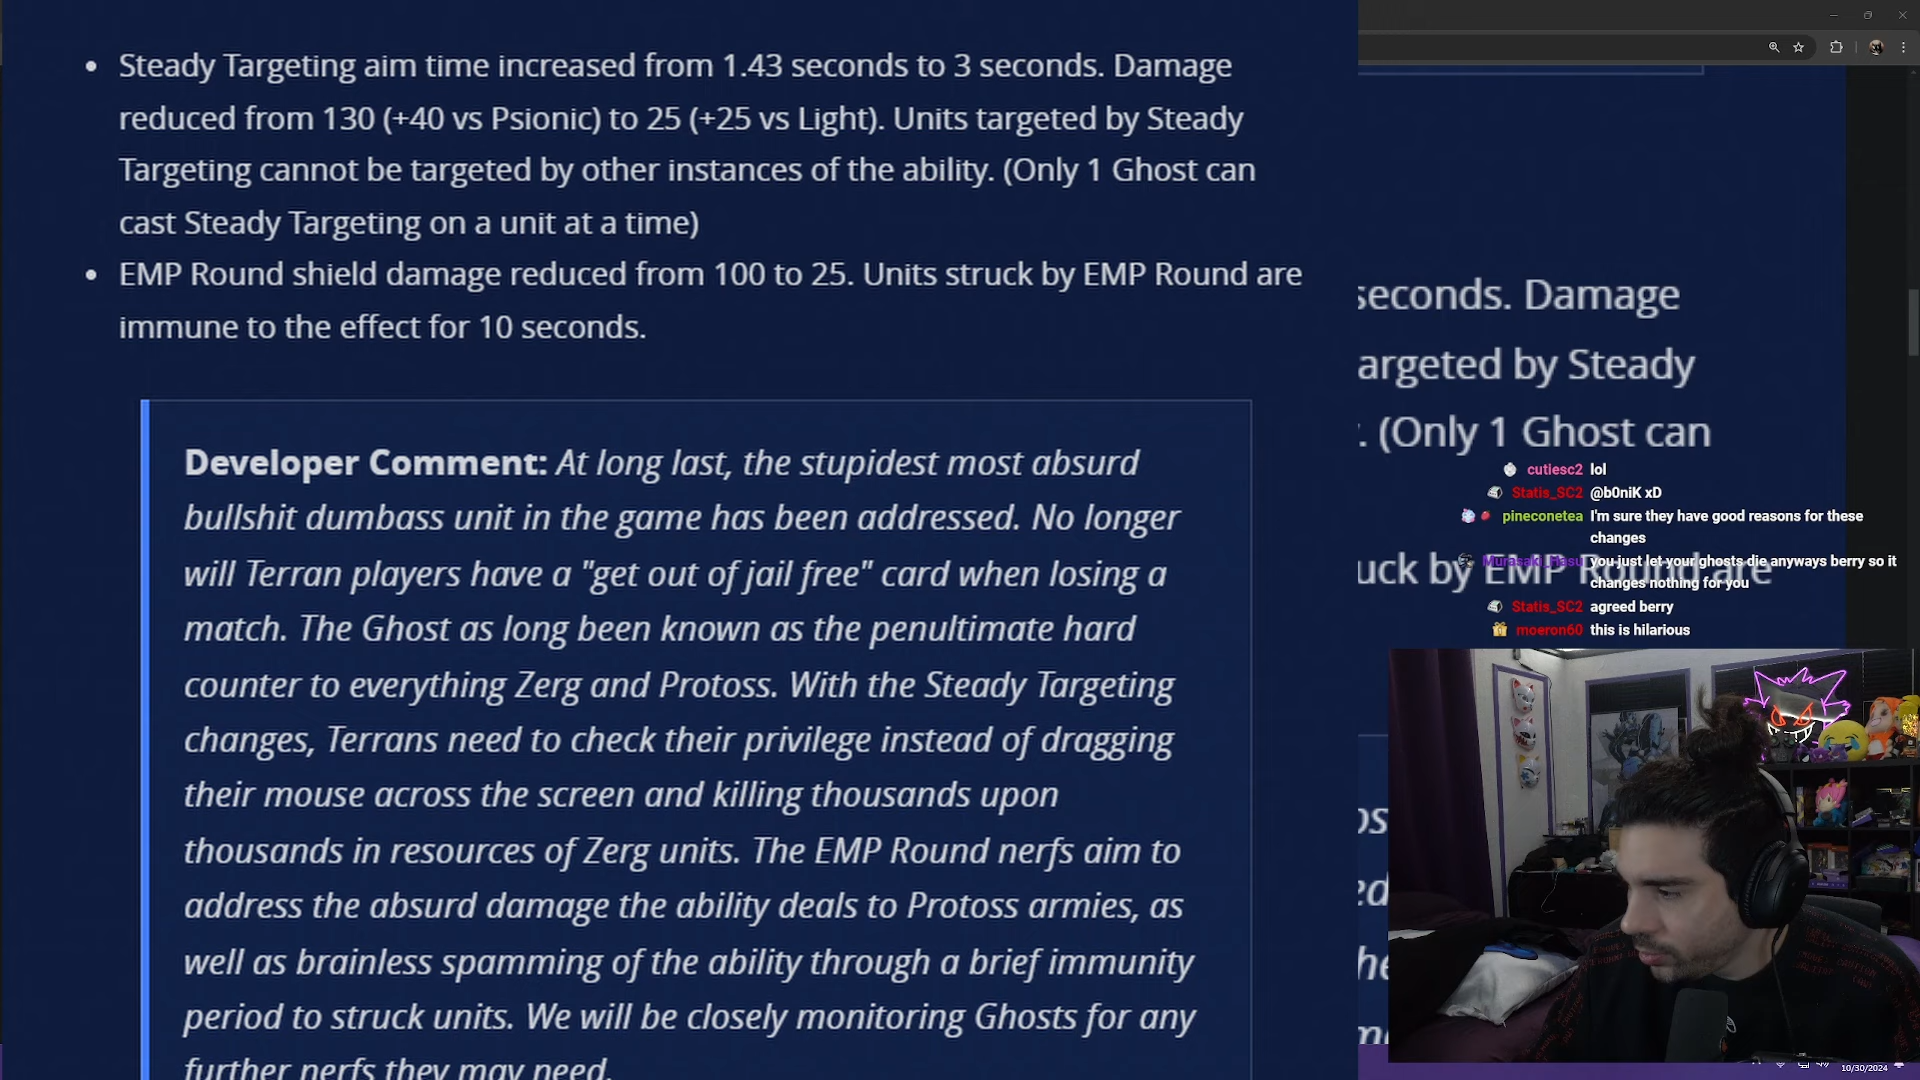 • Steady Targeting aim time increased from 1.43 seconds to 3 seconds. Damage
reduced from 130 (+40 vs Psionic) to 25 (+25 vs Light). Units targeted by Steady
Targeting cannot be targeted by other instances of the ability. (Only 1 Ghost can
cast Steady Targeting on a unit at a time)
• EMP Round shield damage reduced from 100 to 25. Units struck by EMP Round are
immune to the effect for 10 seconds.
Developer Comment: At long last, the stupidest most absurd
bullshit dumbass unit in the game has been addressed. No longer
will Terran players have a "get out of jail free" card when losing a
match. The Ghost as long been known as the penultimate hard
counter to everything Zerg and Protoss. With the Steady Targeting
changes, Terrans need to check their privilege instead of dragging
their mouse across the screen and killing thousands upon
thousands in resources of Zerg units. The EMP Round nerfs aim to
address the absurd damage the ability deals to Protoss armies, as
well as brainless spamming of the ability through a brief immunity
period to struck units. We will be closely monitoring Ghosts for any
further nerfs they may need.
seconds. Damage
argeted by Steady
. (Only 1 Ghost can
uck by EMP Round are
cutiesc2 lol
Statis_SC2 @b0niK xD
pineconetea I'm sure they have good reasons for these
changes
Murasaki_Hasu you just let your ghosts die anyways berry so it
changes nothing for you
Statis_SC2 agreed berry
moeron60 this is hilarious
10/30/2024